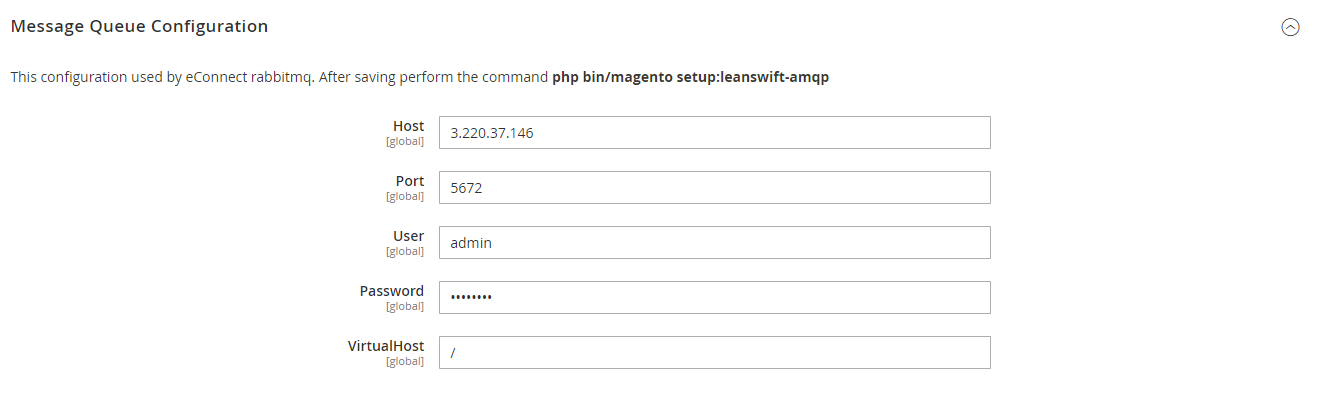 Message Queue Configuration
This configuration used by eConnect rabbitmq. After saving perform the command php bin/magento setup:leanswift-amqp
Host
[global]
3.220.37.146
Port
[global]
5672
User
[global]
admin
Password
[global]
••••••••
VirtualHost
[global]
/